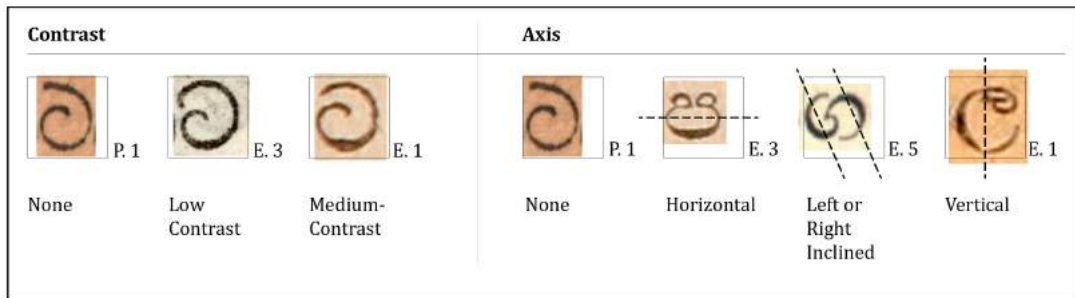 Contrast
Axis
P. 1
E. 3
E. 1
P. 1
E. 3
E. 5
E. 1
None
Low
Contrast
Medium-
Contrast
None
Horizontal
Left or
Right
Inclined
Vertical